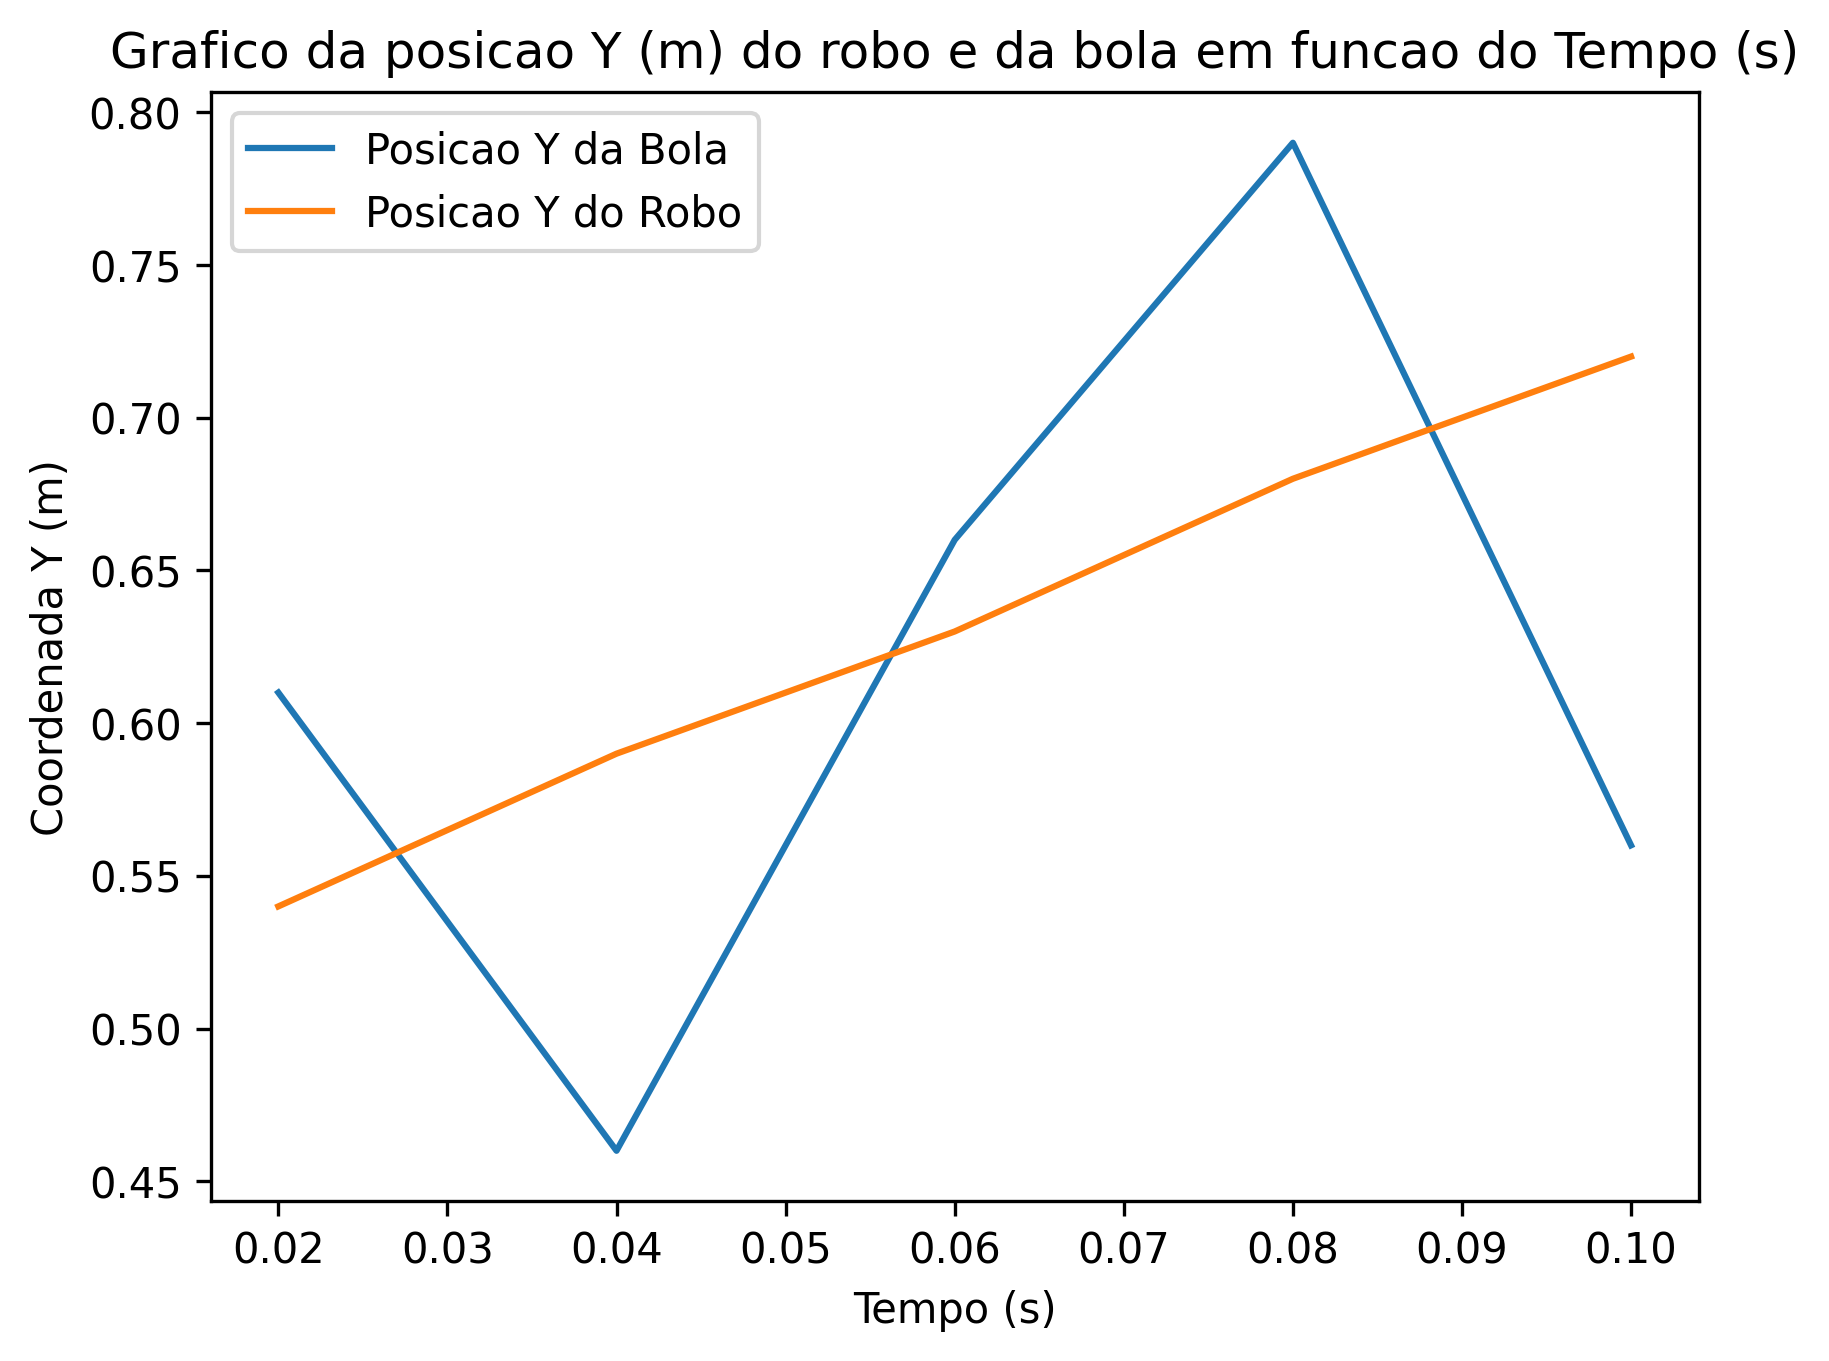 Grafico da posicao Y (m) do robo e da bola em funcao do Tempo (s)
Posicao Y da Bola
Posicao Y do Robo
Coordenada Y (m)
0.80
0.75
0.70
0.65
0.60
0.55
0.50
0.45
0.02 0.03 0.04 0.05 0.06 0.07 0.08 0.09 0.10
Tempo (s)